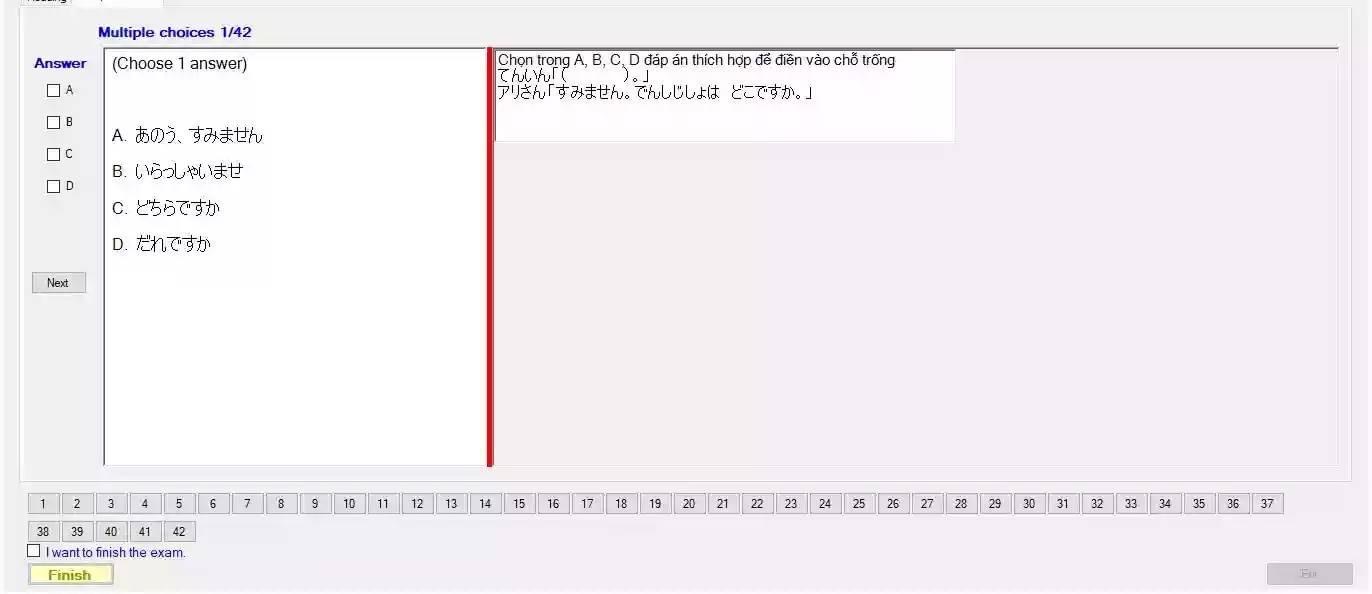 Multiple choices 1/42
Answer
A
B
C
D
Next
(Choose 1 answer)
A. あのう、すみません
B. いらっしゃいませ
C. どちらですか
D. だれですか
Chọn trong A, B, C, D đáp án thích hợp để điền vào chỗ trống
てんいん「(　　　)。」
アリさん「すみません。でんしじしょは　どこですか。」
1 2 3 4 5 6 7 8 9 10 11 12 13 14 15 16 17 18 19 20 21 22 23 24 25 26 27 28 29 30 31 32 33 34 35 36 37
38 39 40 41 42
I want to finish the exam.
Finish